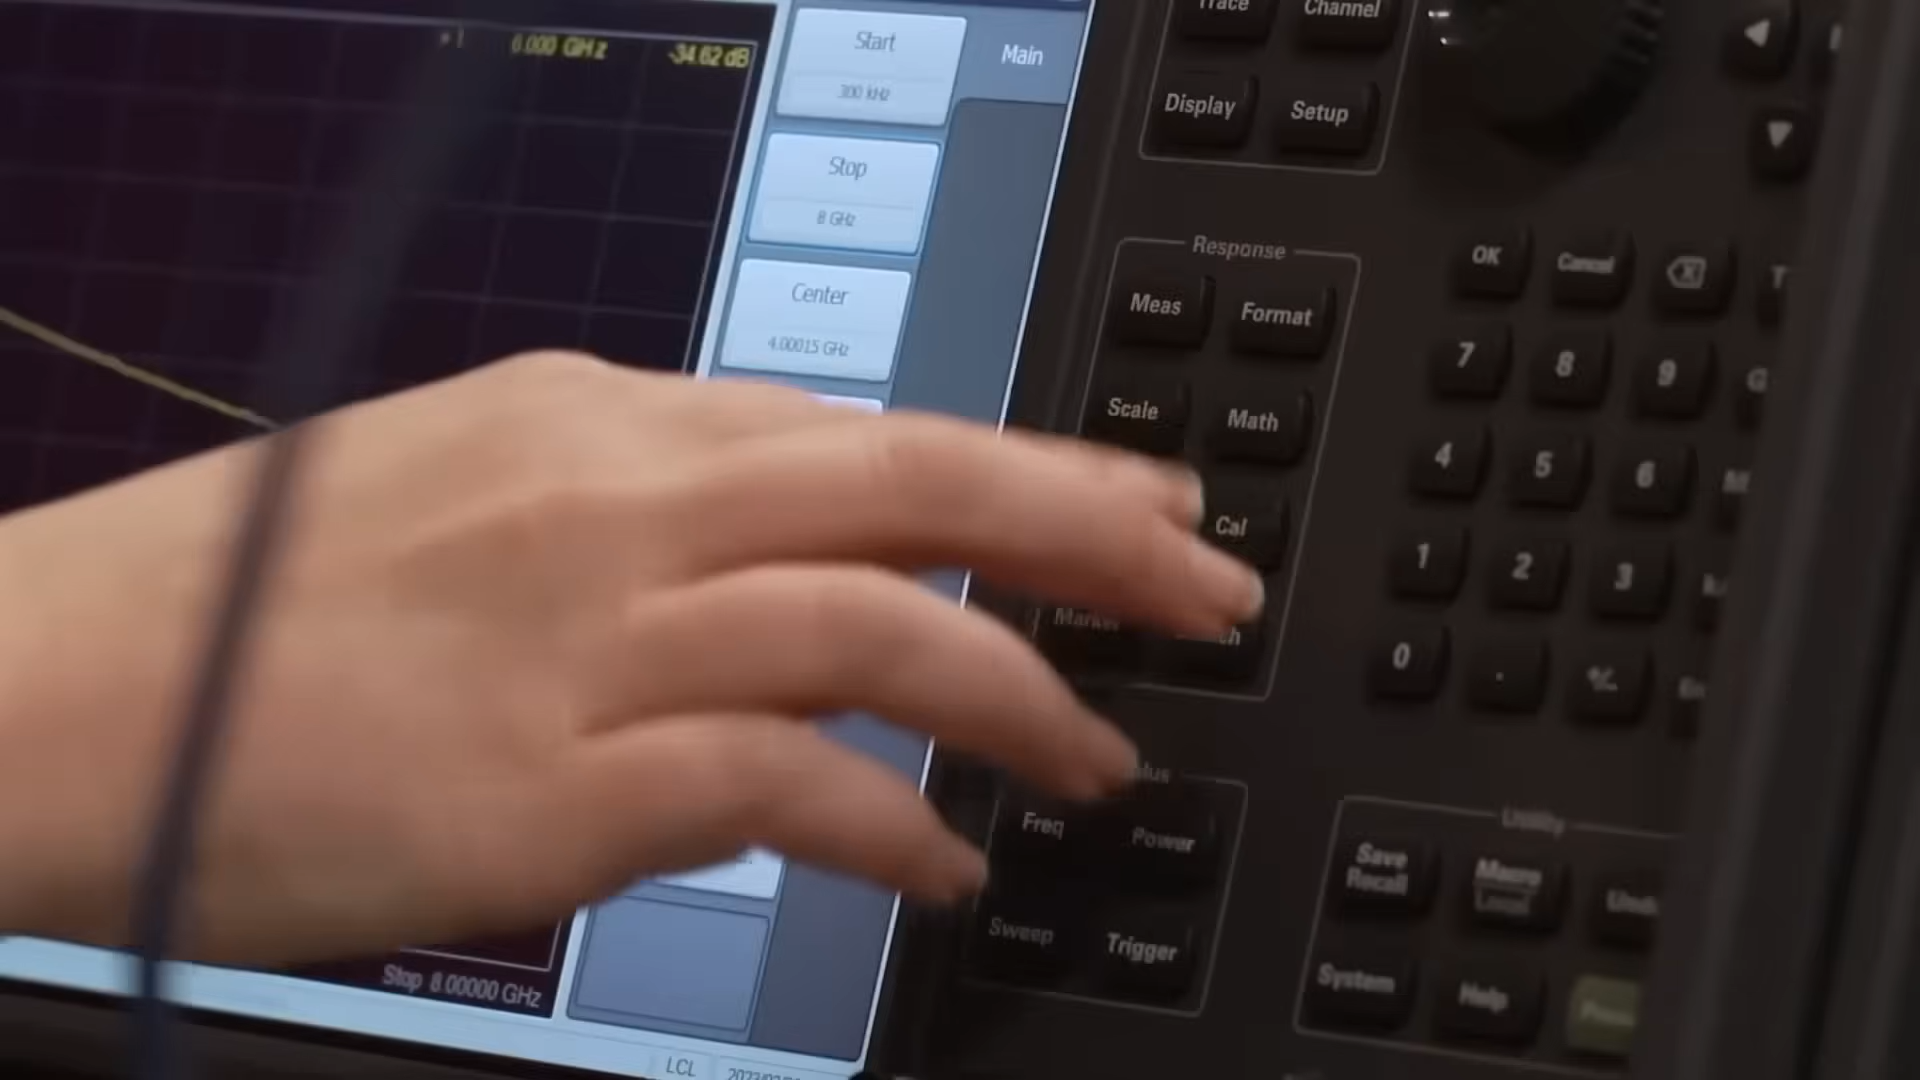 6.000 GHz -34.62 dB
Start
300 kHz
Stop
8 GHz
Center
4.00015 GHz
Main
Stop 8.00000 GHz
LCL
Trace Channel
Display Setup
Response
Meas Format
Scale Math
Cal
Marker
Freq Power
Sweep Trigger
OK Cancel
7 8 9
4 5 6
1 2 3
0 . +/-
Utility
Save
Recall
Macro
Local
System Help